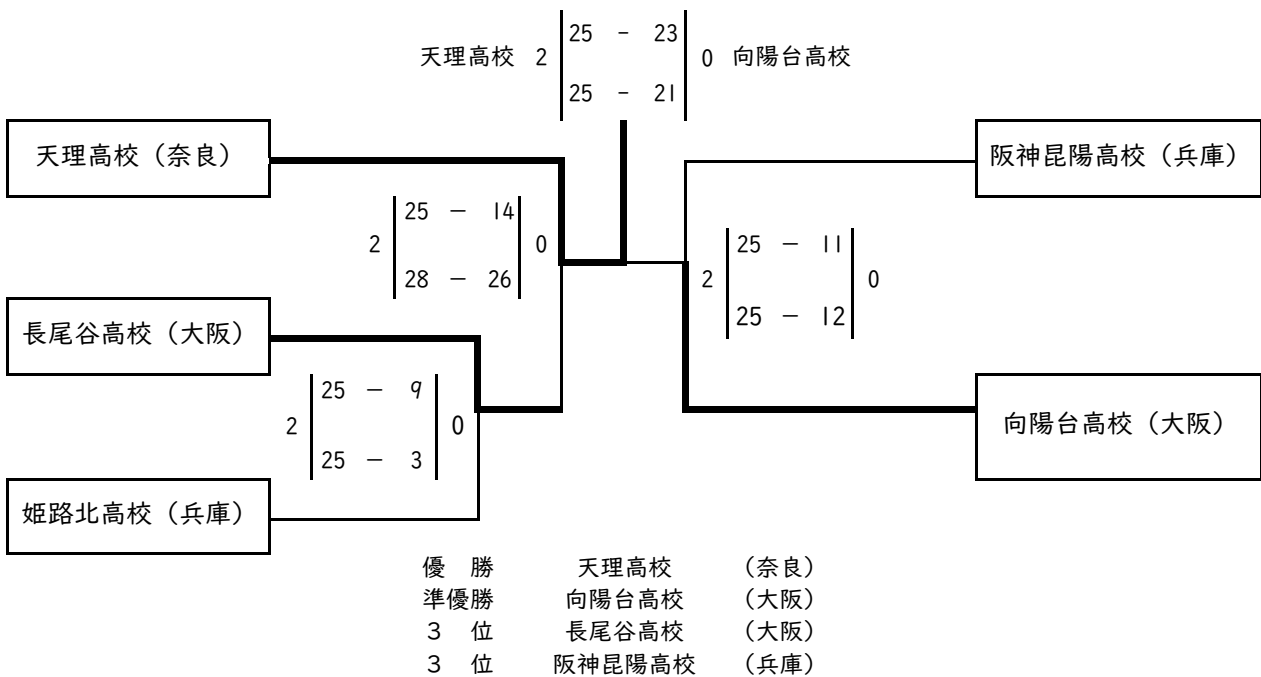 25 - 23
天理高校 2 0 向陽台高校
25 - 21
天理高校（奈良）
阪神昆陽高校（兵庫）
25 － 14
2 0
28 － 26
25 － 11
2 0
25 － 12
長尾谷高校（大阪）
25 － 9
2 0
25 － 3
向陽台高校（大阪）
姫路北高校（兵庫）
優　勝 天理高校 （奈良）
準優勝 向陽台高校 （大阪）
３　位 長尾谷高校 （大阪）
３　位 阪神昆陽高校 （兵庫）